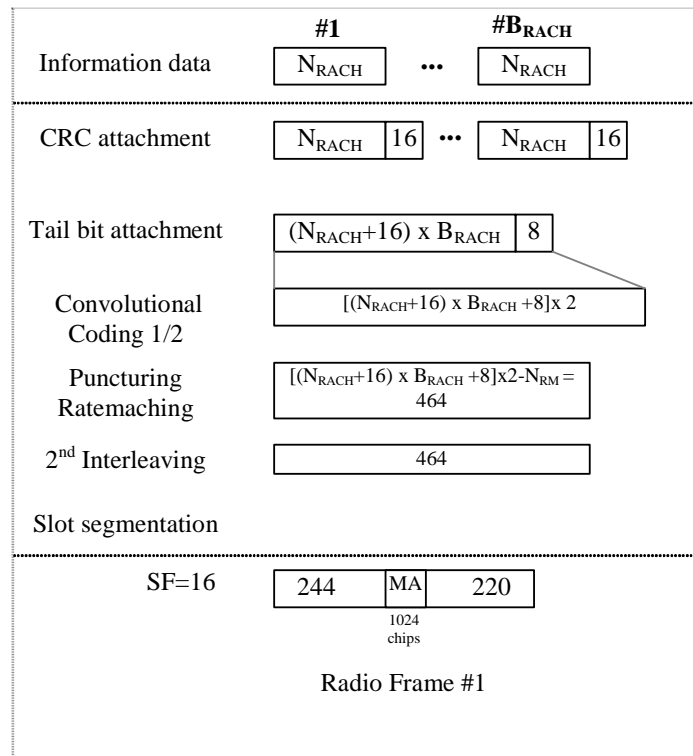 #1 #B_RACH
Information data N_RACH ... N_RACH
CRC attachment N_RACH 16 ... N_RACH 16
Tail bit attachment (N_RACH+16) x B_RACH 8
Convolutional
Coding 1/2
[(N_RACH+16) x B_RACH +8]x 2
Puncturing
Ratemaching
[(N_RACH+16) x B_RACH +8]x2-N_RM =
464
2nd Interleaving 464
Slot segmentation
SF=16 244 MA 220
1024
chips
Radio Frame #1